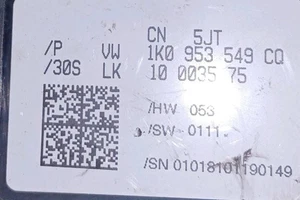 CN 5JT
/P VW 1K0 953 549 CQ
/30S LK 10 0035 75
/HW 053
/SW 0111
/SN 01018101190149